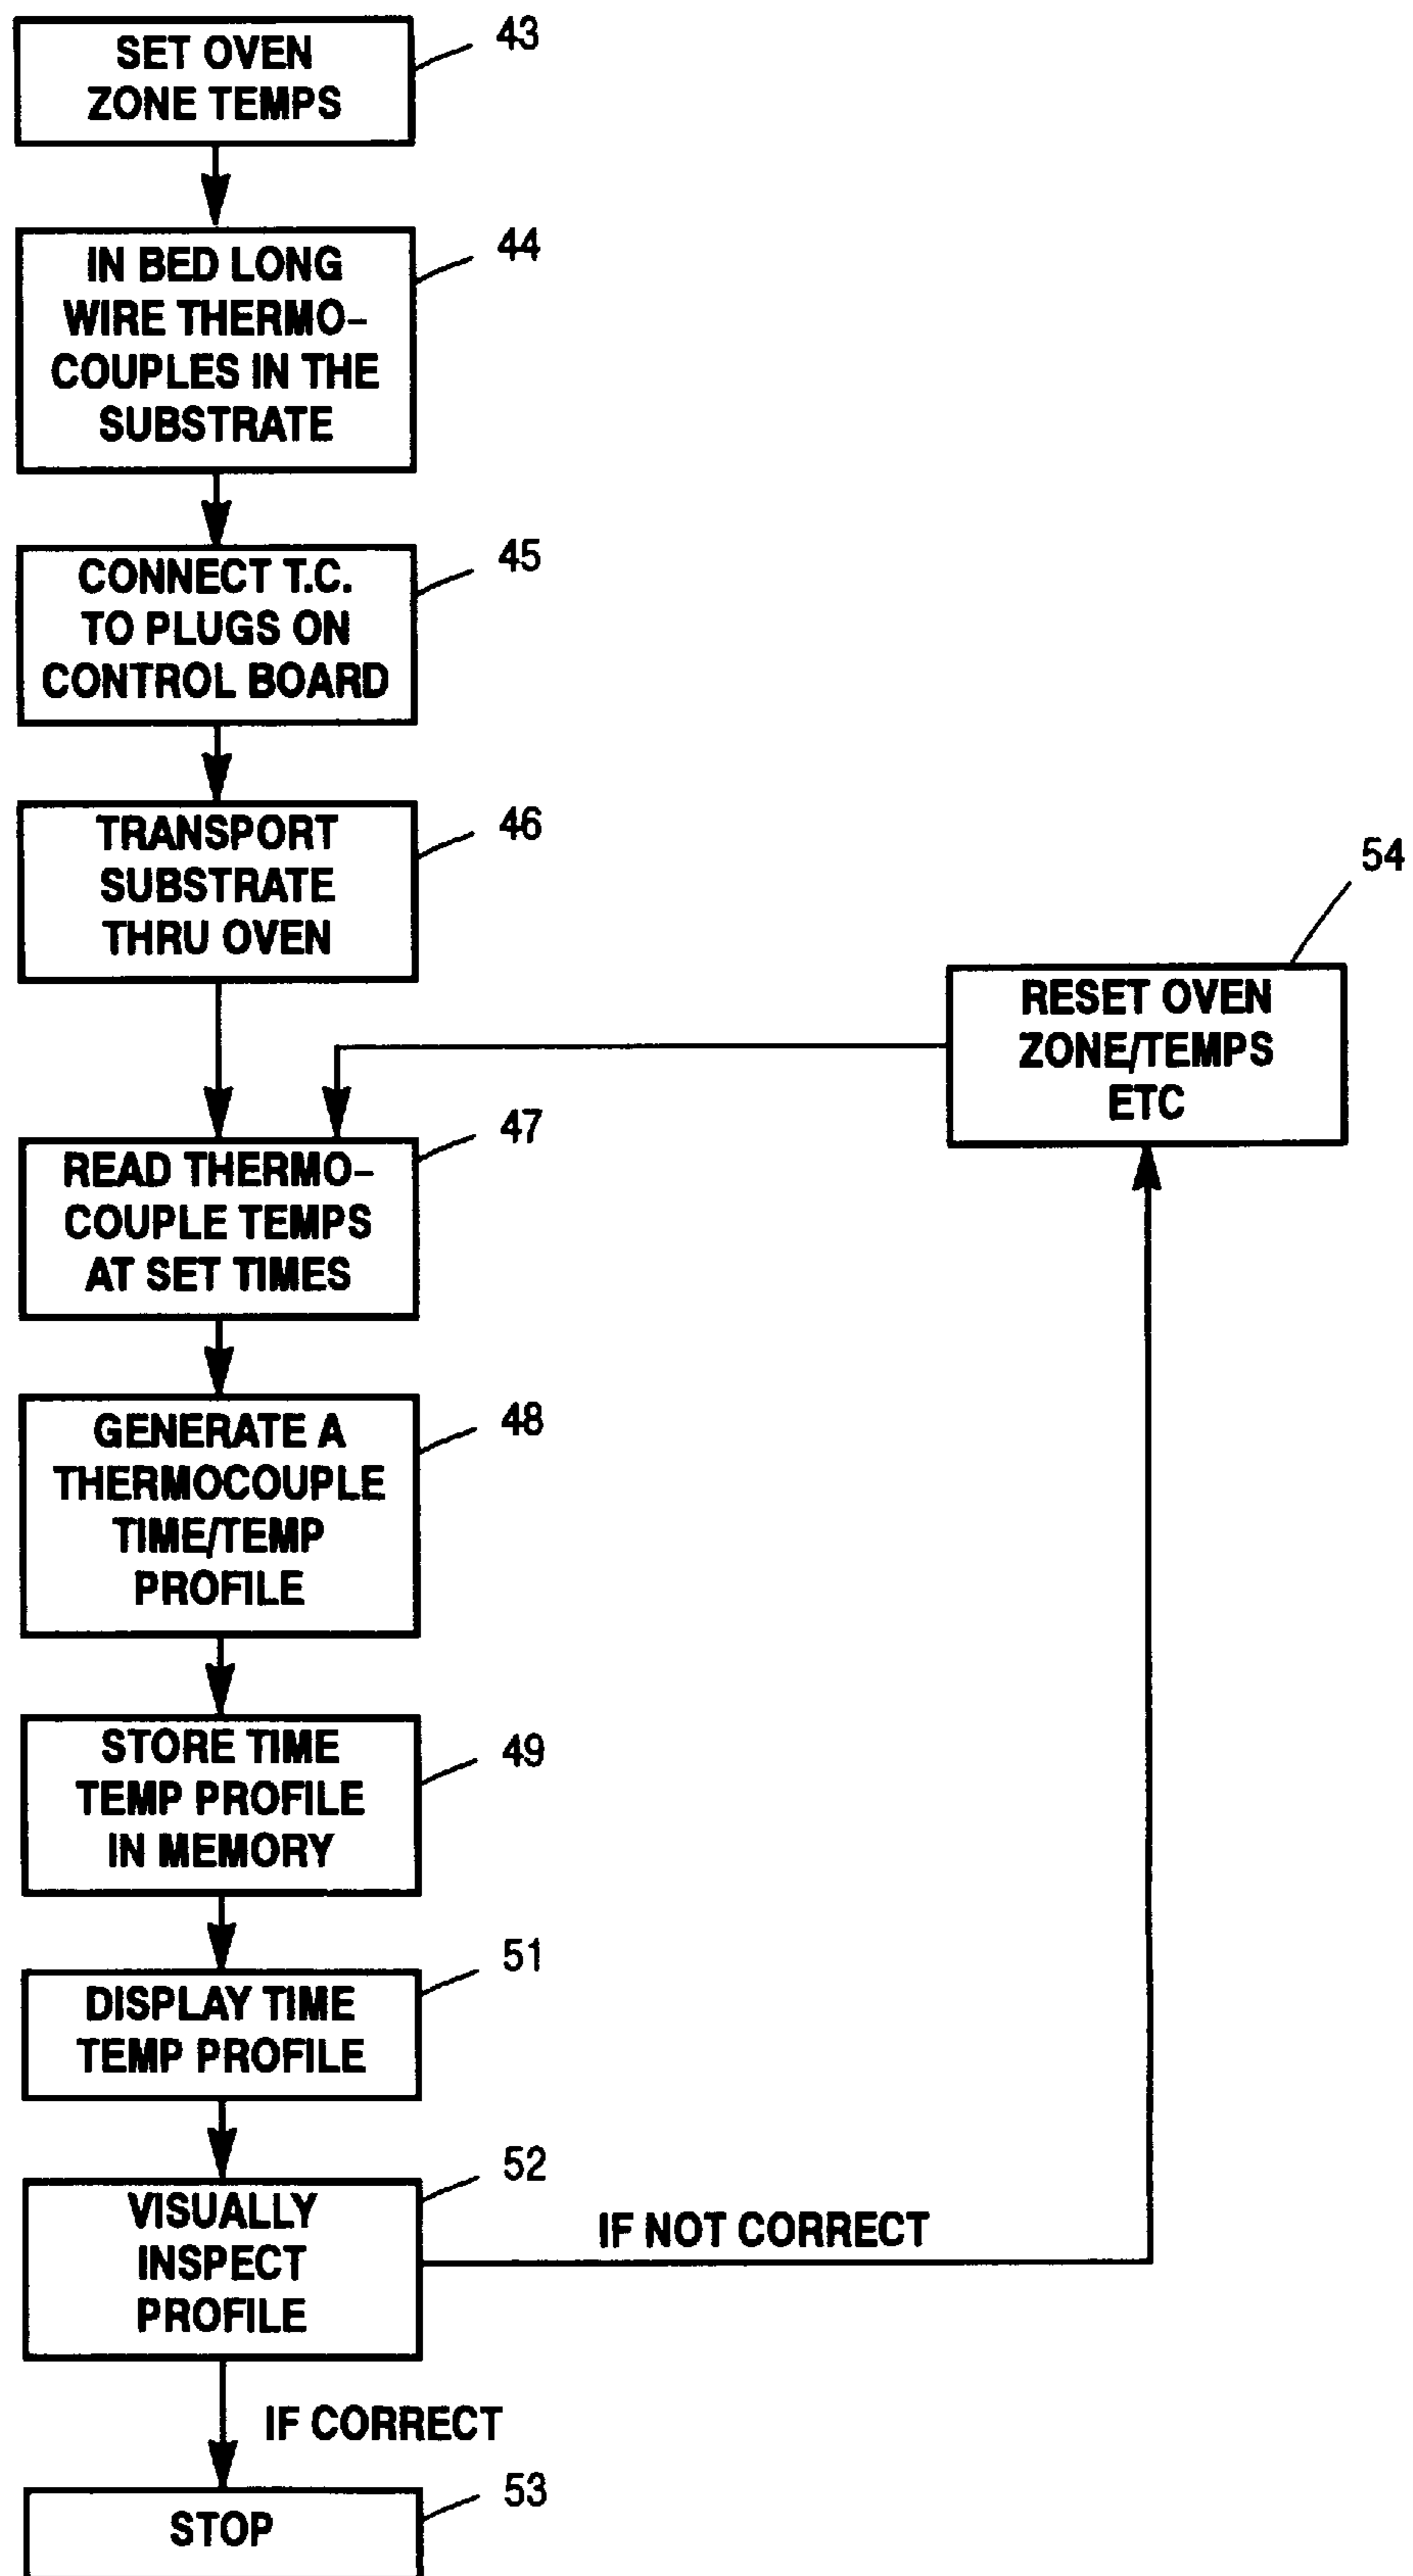 SET OVEN
ZONE TEMPS
43
IN BED LONG
WIRE THERMO-
COUPLES IN THE
SUBSTRATE
44
CONNECT T.C.
TO PLUGS ON
CONTROL BOARD
45
TRANSPORT
SUBSTRATE
THRU OVEN
46
54
RESET OVEN
ZONE/TEMPS
ETC
READ THERMO-
COUPLE TEMPS
AT SET TIMES
47
GENERATE A
THERMOCOUPLE
TIME/TEMP
PROFILE
48
STORE TIME
TEMP PROFILE
IN MEMORY
49
DISPLAY TIME
TEMP PROFILE
51
VISUALLY
INSPECT
PROFILE
52
IF NOT CORRECT
IF CORRECT
STOP
53